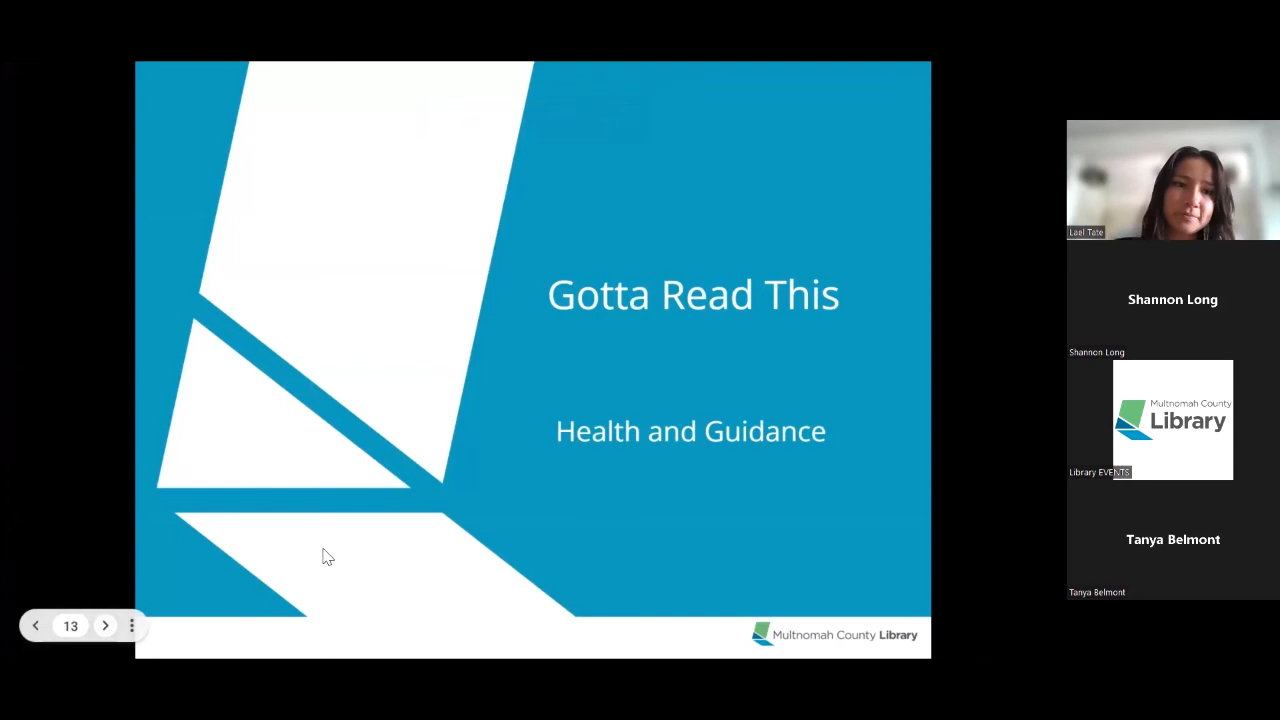 Gotta Read This
Health and Guidance
Multnomah County Library
13
Lael Tate
Shannon Long
Shannon Long
Multnomah County
Library
Library EVENTS
Tanya Belmont
Tanya Belmont